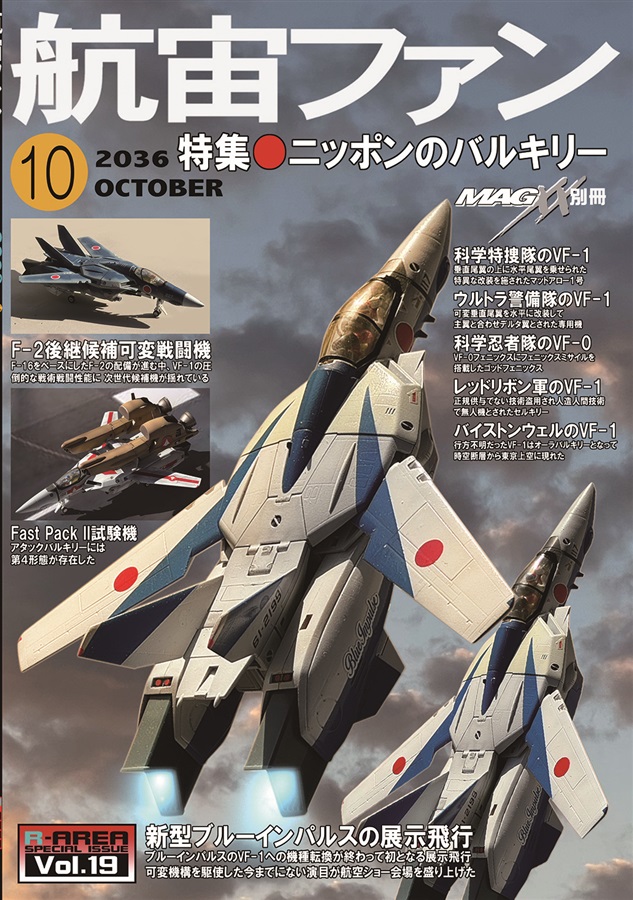 航宙ファン
10
2036
OCTOBER
特集●ニッポンのバルキリー
MAGXX別冊
科学特捜隊のVF-1
垂直尾翼の上に水平尾翼を乗せられた
特異な改装を施されたマットアロー1号
ウルトラ警備隊のVF-1
可変垂直尾翼を水平に改装して
主翼と合わせデルタ翼とされた専用機
科学忍者隊のVF-0
VF-0フェニックスにフェニックスミサイルを
搭載したゴッドフェニックス
レッドリボン軍のVF-1
正規供与でない技術盗用され人造人間技術
で無人機とされたセルキリー
バイストンウェルのVF-1
行方不明だったVF-1はオーラバルキリーとなって
時空断層から東京上空に現れた
F-2後継候補可変戦闘機
F-16をベースにしたF-2の配備が進む中、VF-1の圧
倒的な戦術戦闘性能に 次世代候補機が揺れている
Fast Pack II試験機
アタックバルキリーには
第4形態が存在した
51-2199
Blue Impulse
51-2199
Blue Impulse
R-AREA
SPECIAL ISSUE
Vol.19
新型ブルーインパルスの展示飛行
ブルーインパルスのVF-1への機種転換が終わって初となる展示飛行
可変機構を駆使した今までにない演目が航空ショー会場を盛り上げた